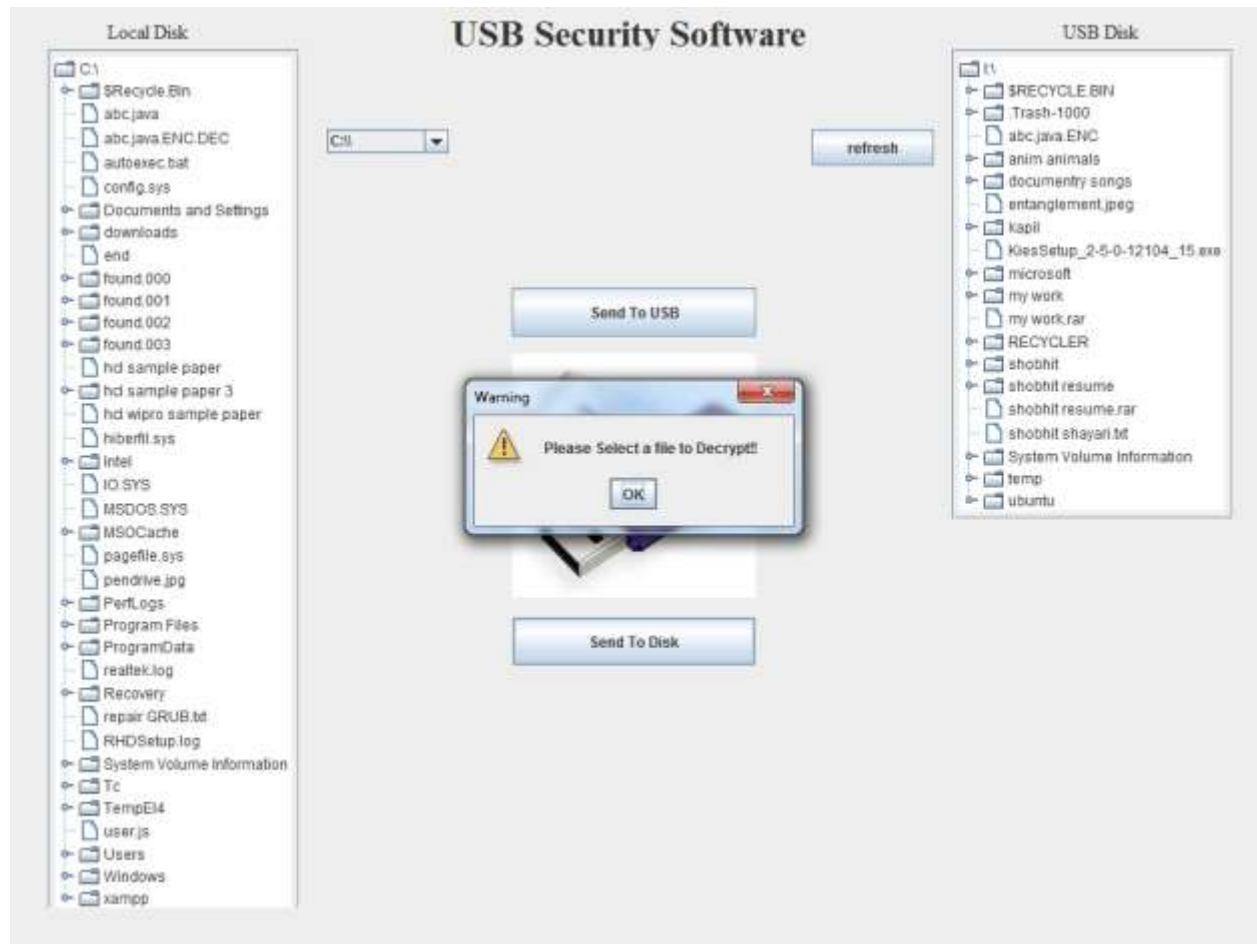 USB Security Software
Local Disk
C:\
$Recycle.Bin
abc.java
abc.java.ENC.DEC
autoexec.bat
config.sys
Documents and Settings
downloads
end
found.000
found.001
found.002
found.003
hcl sample paper
hcl sample paper 3
hcl wipro sample paper
hiberfil.sys
Intel
IO.SYS
MSDOS.SYS
MSOCache
pagefile.sys
pendrive.jpg
PerfLogs
Program Files
ProgramData
realtek.log
Recovery
repair GRUB.txt
RHDSetup.log
System Volume Information
Tc
TempEI4
user.js
Users
Windows
xampp
C:\\
refresh
Send To USB
Warning
Please Select a file to Decrypt!!
OK
Send To Disk
USB Disk
I:\
$RECYCLE.BIN
.Trash-1000
abc.java.ENC
anim animals
documentry songs
entanglement.jpeg
kapil
KiesSetup_2-5-0-12104_15.exe
microsoft
my work
my work.rar
RECYCLER
shobhit
shobhit resume
shobhit resume.rar
shobhit shayari.txt
System Volume Information
temp
ubuntu